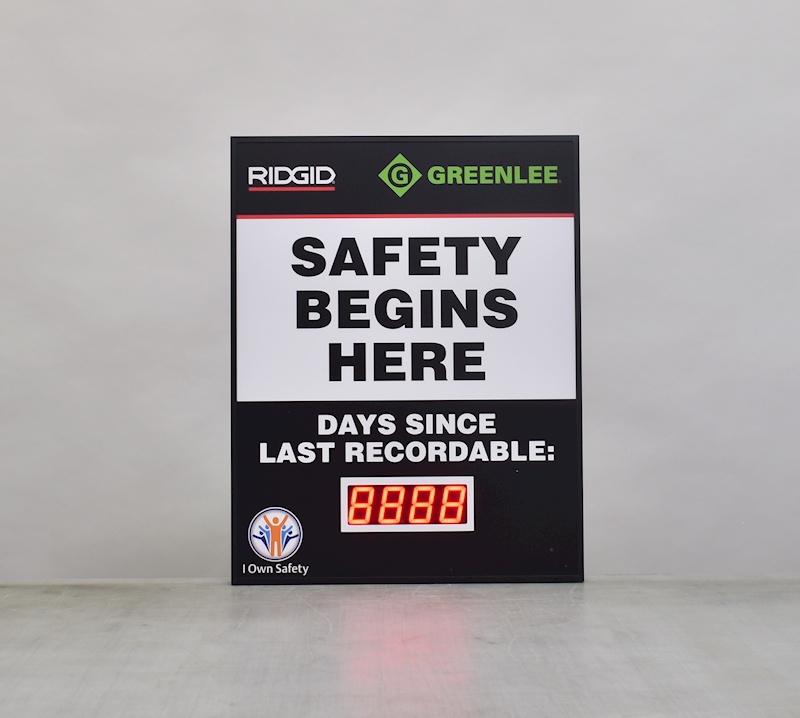 RIDGID
G GREENLEE
SAFETY
BEGINS
HERE
DAYS SINCE
LAST RECORDABLE:
8888
I Own Safety